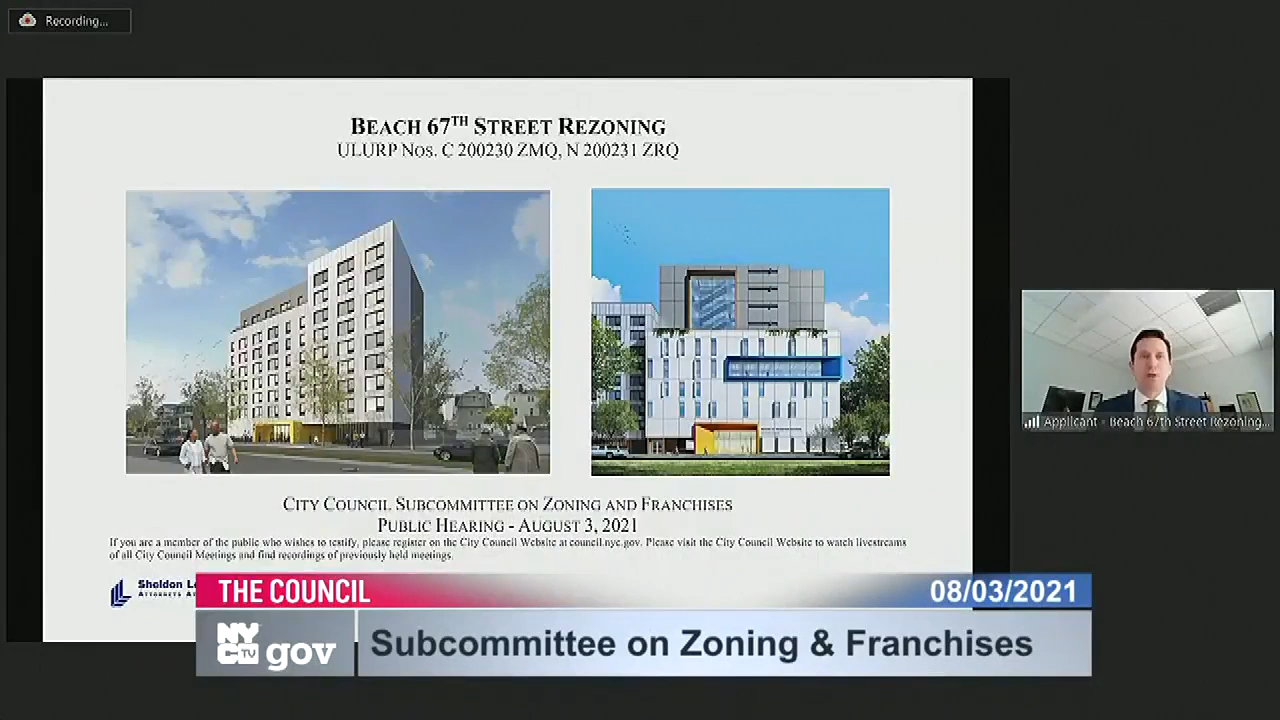 Recording...
BEACH 67TH STREET REZONING
ULURP NOS. C 200230 ZMQ, N 200231 ZRQ
CITY COUNCIL SUBCOMMITTEE ON ZONING AND FRANCHISES
PUBLIC HEARING - AUGUST 3, 2021
If you are a member of the public who wishes to testify, please register on the City Council Website at council.nyc.gov. Please visit the City Council Website to watch livestreams
of all City Council Meetings and find recordings of previously held meetings.
Applicant - Beach 67th Street Rezoning...
Sheldon
ATTORNEYS
THE COUNCIL 08/03/2021
NYC TV gov
Subcommittee on Zoning & Franchises